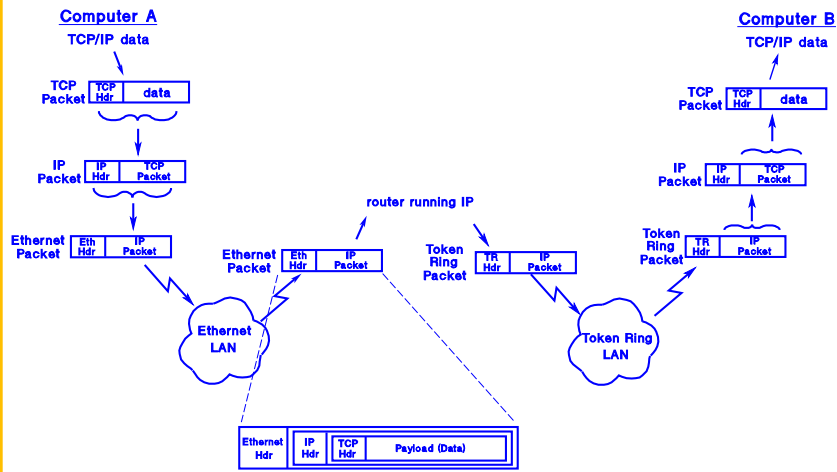 Computer A
TCP/IP data
TCP
Packet
TCP
Hdr
data
IP
Packet
IP
Hdr
TCP
Packet
Ethernet
Packet
Eth
Hdr
IP
Packet
Ethernet
LAN
Ethernet
Packet
Eth
Hdr
IP
Packet
router running IP
Token
Ring
Packet
TR
Hdr
IP
Packet
Token Ring
LAN
Computer B
TCP/IP data
TCP
Packet
TCP
Hdr
data
IP
Packet
IP
Hdr
TCP
Packet
Token
Ring
Packet
TR
Hdr
IP
Packet
Ethernet
Hdr
IP
Hdr
TCP
Hdr
Payload (Data)